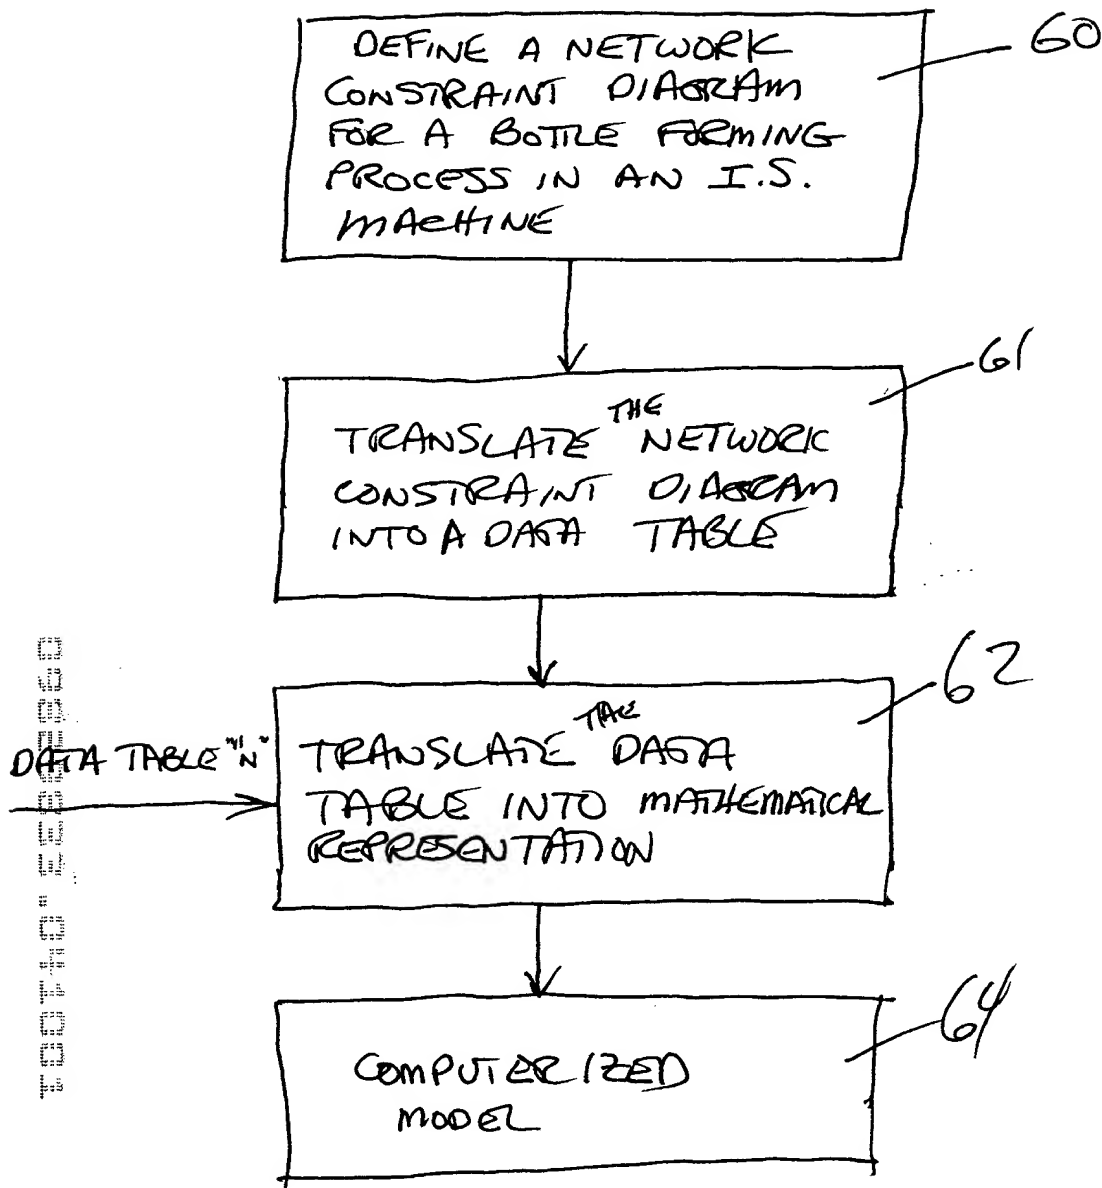 DEFINE A NETWORK
CONSTRAINT DIAGRAM
FOR A BOTTLE FORMING
PROCESS IN AN I.S.
MACHINE
60
61
TRANSLATE THE NETWORK
CONSTRAINT DIAGRAM
INTO A DATA TABLE
62
DATA TABLE "N"
TRANSLATE THE DATA
TABLE INTO MATHEMATICAL
REPRESENTATION
64
COMPUTERIZED
MODEL